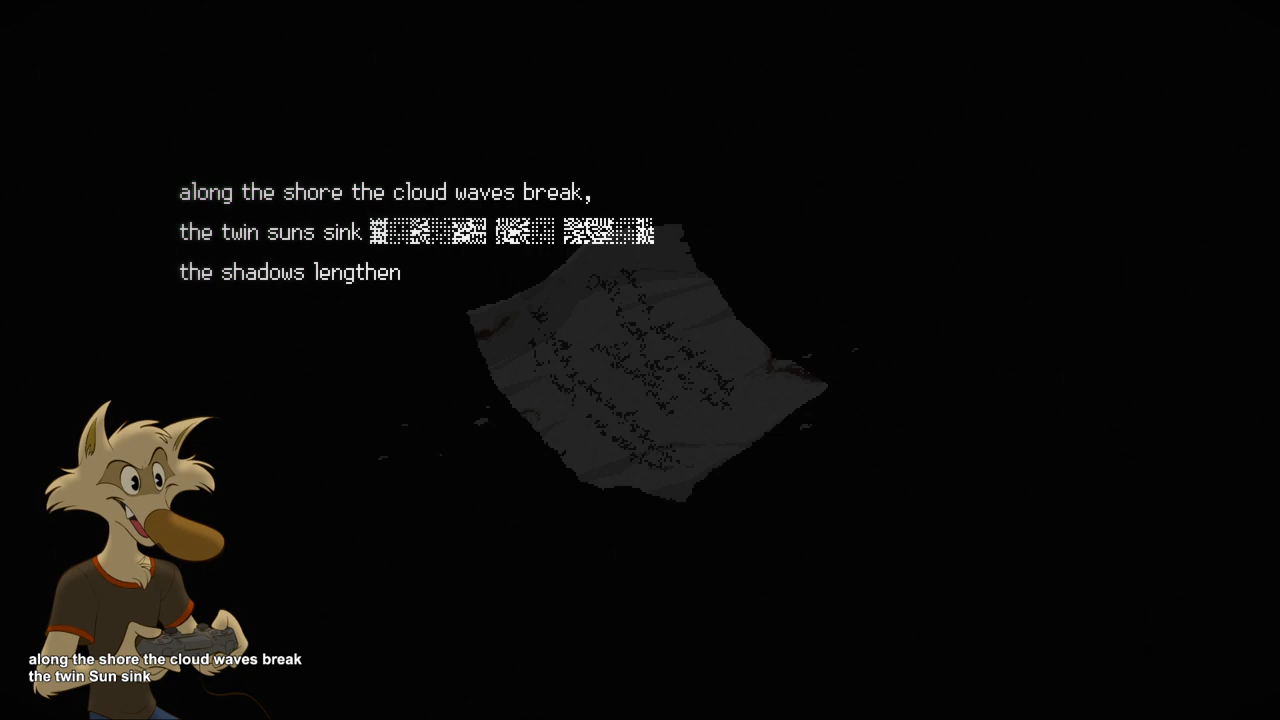 along the shore the cloud waves break,
the twin suns sink
the shadows lengthen
along the shore the cloud waves break
the twin Sun sink